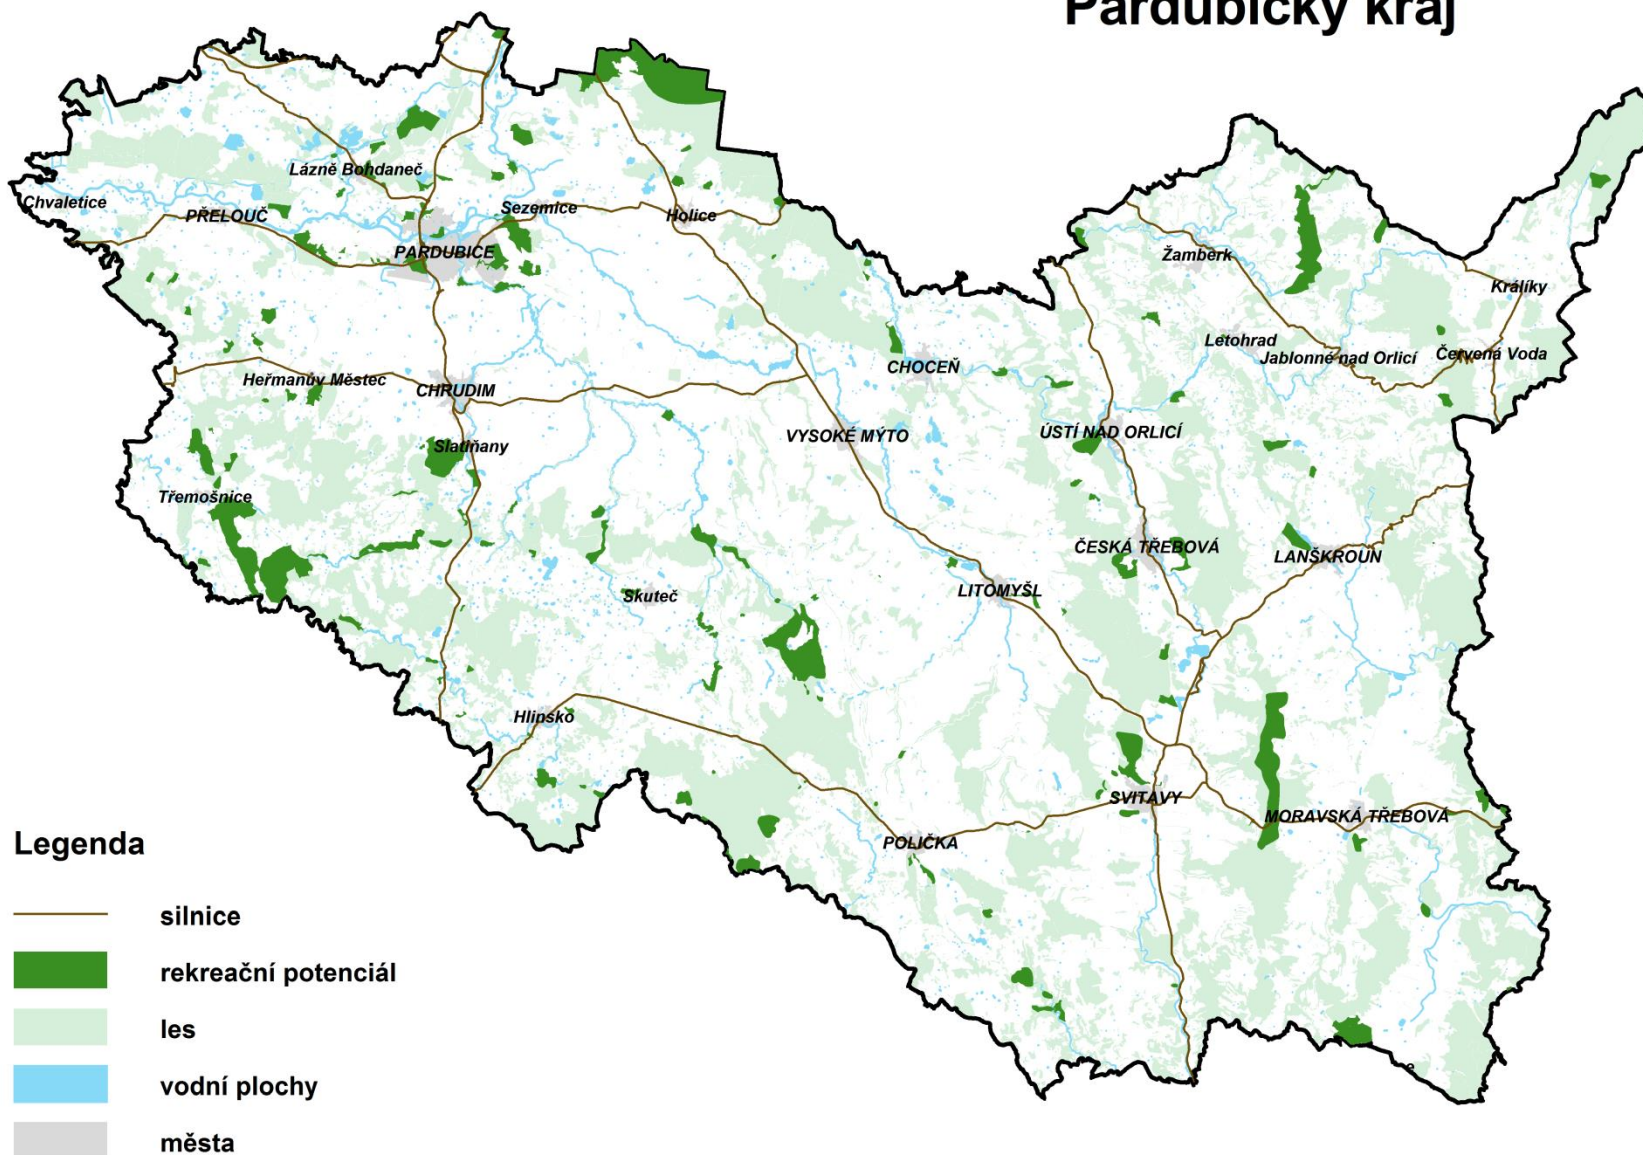 Pardubický kraj
Lázně Bohdaneč
Chvaletice
PŘELOUČ
Sezemice
Holice
PARDUBICE
Žamberk
Králíky
Letohrad
Jablonné nad Orlicí
Červená Voda
CHOCEŇ
Heřmanův Městec
CHRUDIM
ÚSTÍ NAD ORLICÍ
VYSOKÉ MÝTO
Slatiňany
Třemošnice
ČESKÁ TŘEBOVÁ
LANŠKROUN
LITOMYŠL
Skuteč
Hlinsko
SVITAVY
MORAVSKÁ TŘEBOVÁ
POLIČKA
Legenda
silnice
rekreační potenciál
les
vodní plochy
města